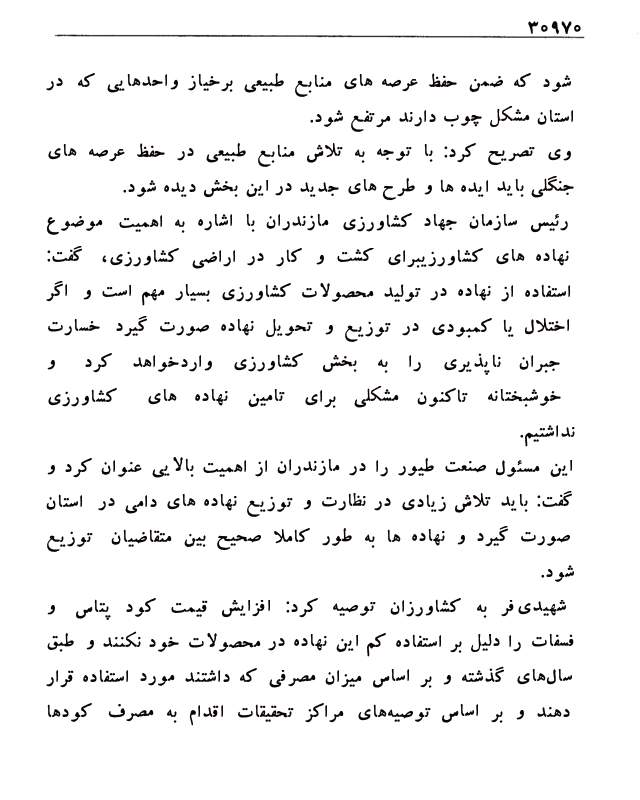 ۳۰۹۷۰
شود که ضمن حفظ عرصه های منابع طبیعی برخیاز واحدهایی که در
استان مشکل چوب دارند مرتفع شود.
وی تصریح کرد: با توجه به تلاش منابع طبیعی در حفظ عرصه های
جنگلی باید ایده ها و طرح های جدید در این بخش دیده شود.
رئیس سازمان جهاد کشاورزی مازندران با اشاره به اهمیت موضوع
نهاده های کشاورزیبرای کشت و کار در اراضی کشاورزی، گفت:
استفاده از نهاده در تولید محصولات کشاورزی بسیار مهم است و اگر
اختلال یا کمبودی در توزیع و تحویل نهاده صورت گیرد خسارت
جبران ناپذیری را به بخش کشاورزی واردخواهد کرد و
خوشبختانه تاکنون مشکلی برای تامین نهاده های کشاورزی
نداشتیم.
این مسئول صنعت طیور را در مازندران از اهمیت بالایی عنوان کرد و
گفت: باید تلاش زیادی در نظارت و توزیع نهاده های دامی در استان
صورت گیرد و نهاده ها به طور کاملا صحیح بین متقاضیان توزیع
شود.
شهیدی‌فر به کشاورزان توصیه کرد: افزایش قیمت کود پتاس و
فسفات را دلیل بر استفاده کم این نهاده در محصولات خود نکنند و طبق
سال‌های گذشته و بر اساس میزان مصرفی که داشتند مورد استفاده قرار
دهند و بر اساس توصیه‌های مراکز تحقیقات اقدام به مصرف کودها